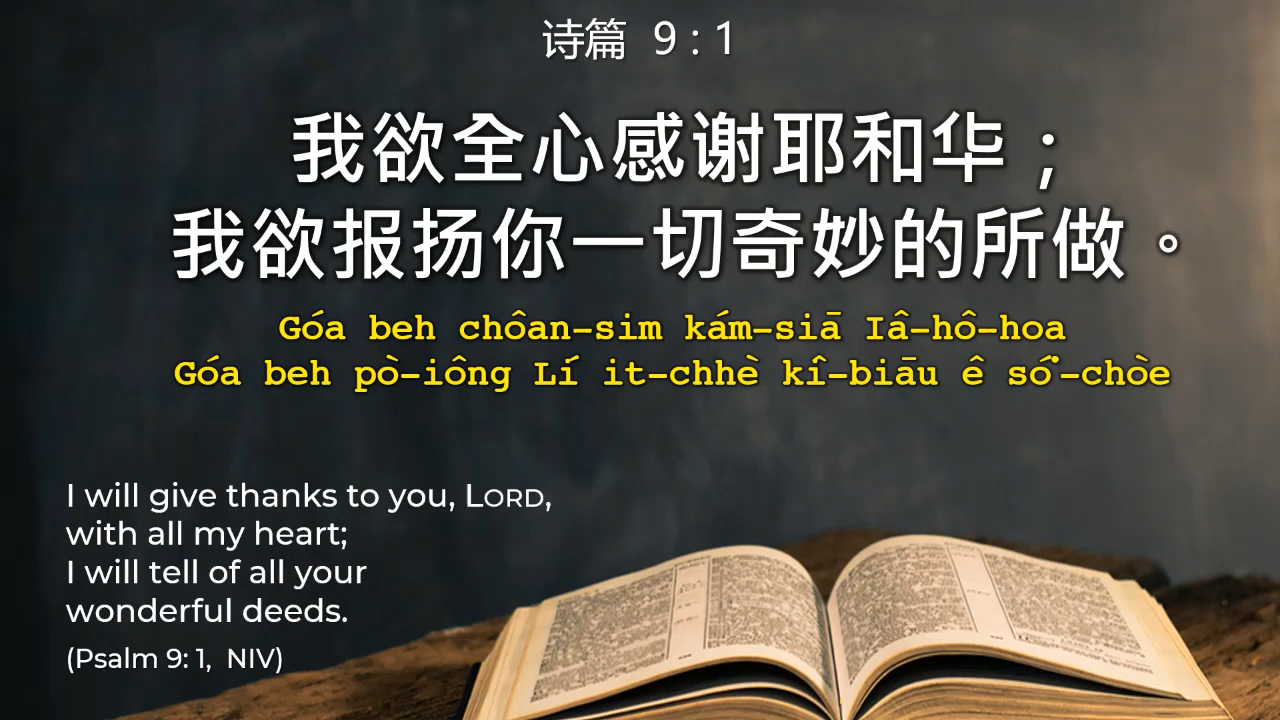 诗篇 9 : 1
我欲全心感谢耶和华；
我欲报扬你一切奇妙的所做。
Góa beh chôan-sim kám-siā Iâ-hô-hoa
Góa beh pò-iông Lí it-chhè kî-biāu ê só͘-chòe
I will give thanks to you, LORD,
with all my heart;
I will tell of all your
wonderful deeds.
(Psalm 9: 1, NIV)